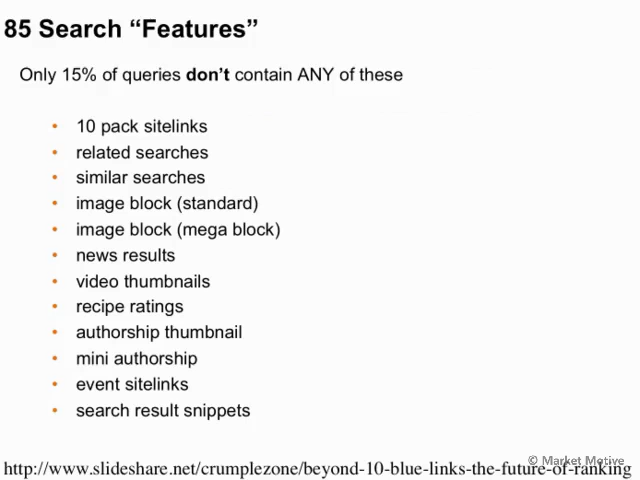 85 Search “Features”
Only 15% of queries don’t contain ANY of these
• 10 pack sitelinks
• related searches
• similar searches
• image block (standard)
• image block (mega block)
• news results
• video thumbnails
• recipe ratings
• authorship thumbnail
• mini authorship
• event sitelinks
• search result snippets
© Market Motive
http://www.slideshare.net/crumplezone/beyond-10-blue-links-the-future-of-ranking